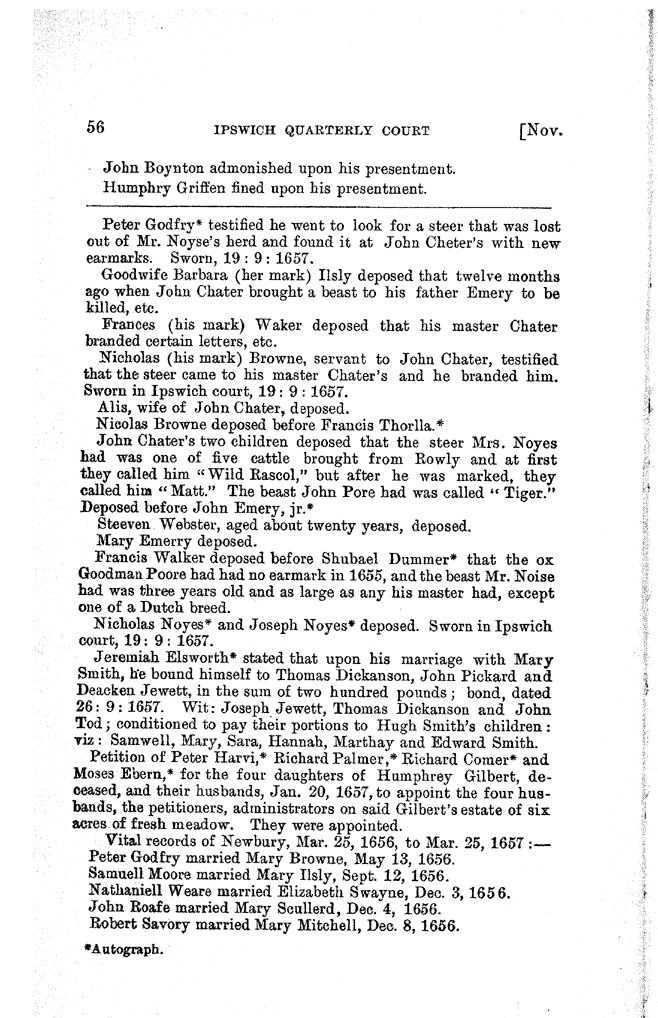 56 IPSWICH QUARTERLY COURT [Nov.
John Boynton admonished upon his presentment.
Humphry Griffen fined upon his presentment.
Peter Godfry* testified he went to look for a steer that was lost
out of Mr. Noyse's herd and found it at John Cheter's with new
earmarks. Sworn, 19 : 9 : 1657.
Goodwife Barbara (her mark) Ilsly deposed that twelve months
ago when John Chater brought a beast to his father Emery to be
killed, etc.
Frances (his mark) Waker deposed that his master Chater
branded certain letters, etc.
Nicholas (his mark) Browne, servant to John Chater, testified
that the steer came to his master Chater's and he branded him.
Sworn in Ipswich court, 19 : 9 : 1657.
Alis, wife of John Chater, deposed.
Nicolas Browne deposed before Francis Thorlla.*
John Chater's two children deposed that the steer Mrs. Noyes
had was one of five cattle brought from Rowly and at first
they called him "Wild Rascol," but after he was marked, they
called him "Matt." The beast John Pore had was called "Tiger."
Deposed before John Emery, jr.*
Steeven Webster, aged about twenty years, deposed.
Mary Emerry deposed.
Francis Walker deposed before Shubael Dummer* that the ox
Goodman Poore had had no earmark in 1655, and the beast Mr. Noise
had was three years old and as large as any his master had, except
one of a Dutch breed.
Nicholas Noyes* and Joseph Noyes* deposed. Sworn in Ipswich
court, 19 : 9 : 1657.
Jeremiah Elsworth* stated that upon his marriage with Mary
Smith, he bound himself to Thomas Dickanson, John Pickard and
Deacken Jewett, in the sum of two hundred pounds ; bond, dated
26 : 9 : 1657. Wit : Joseph Jewett, Thomas Dickanson and John
Tod ; conditioned to pay their portions to Hugh Smith's children :
viz : Samwell, Mary, Sara, Hannah, Marthay and Edward Smith.
Petition of Peter Harvi,* Richard Palmer,* Richard Comer* and
Moses Ebern,* for the four daughters of Humphrey Gilbert, de-
ceased, and their husbands, Jan. 20, 1657, to appoint the four hus-
bands, the petitioners, administrators on said Gilbert's estate of six
acres of fresh meadow. They were appointed.
Vital records of Newbury, Mar. 25, 1656, to Mar. 25, 1657 :—
Peter Godfry married Mary Browne, May 13, 1656.
Samuell Moore married Mary Ilsly, Sept. 12, 1656.
Nathaniell Weare married Elizabeth Swayne, Dec. 3, 1656.
John Roafe married Mary Scullerd, Dec. 4, 1656.
Robert Savory married Mary Mitchell, Dec. 8, 1656.
*Autograph.